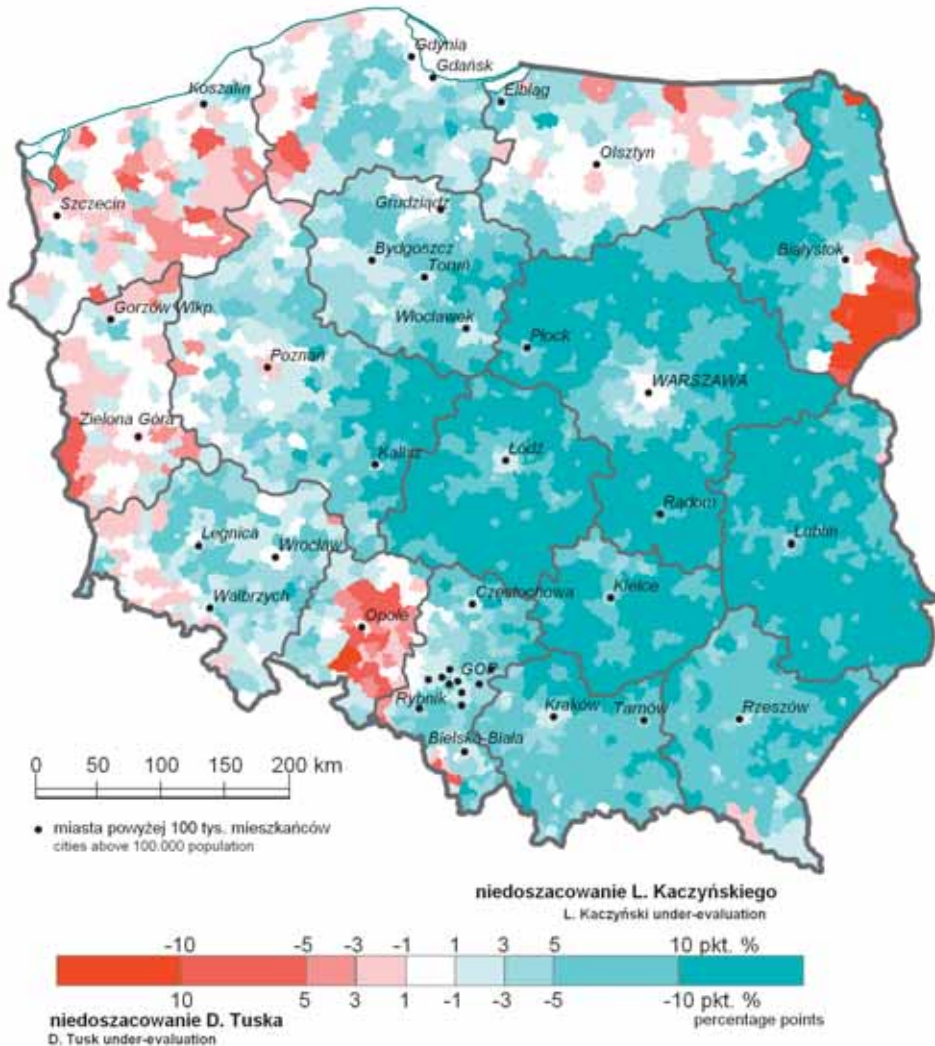 Gdynia
Gdańsk
Koszalin
Elbląg
Olsztyn
Szczecin
Grudziądz
Bydgoszcz
Toruń
Białystok
Gorzów Wlkp.
Włocławek
Płock
Poznań
WARSZAWA
Zielona Góra
Kalisz
Łódź
Radom
Legnica
Wrocław
Lublin
Wałbrzych
Częstochowa
Kielce
Opole
GOP
Rybnik
Kraków
Tarnów
Rzeszów
Bielsko-Biała
0 50 100 150 200 km
miasta powyżej 100 tys. mieszkańców
cities above 100.000 population
niedoszacowanie L. Kaczyńskiego
L. Kaczyński under-evaluation
-10 -5 -3 -1 1 3 5 10 pkt. %
10 5 3 1 -1 -3 -5 -10 pkt. %
niedoszacowanie D. Tuska
percentage points
D. Tusk under-evaluation